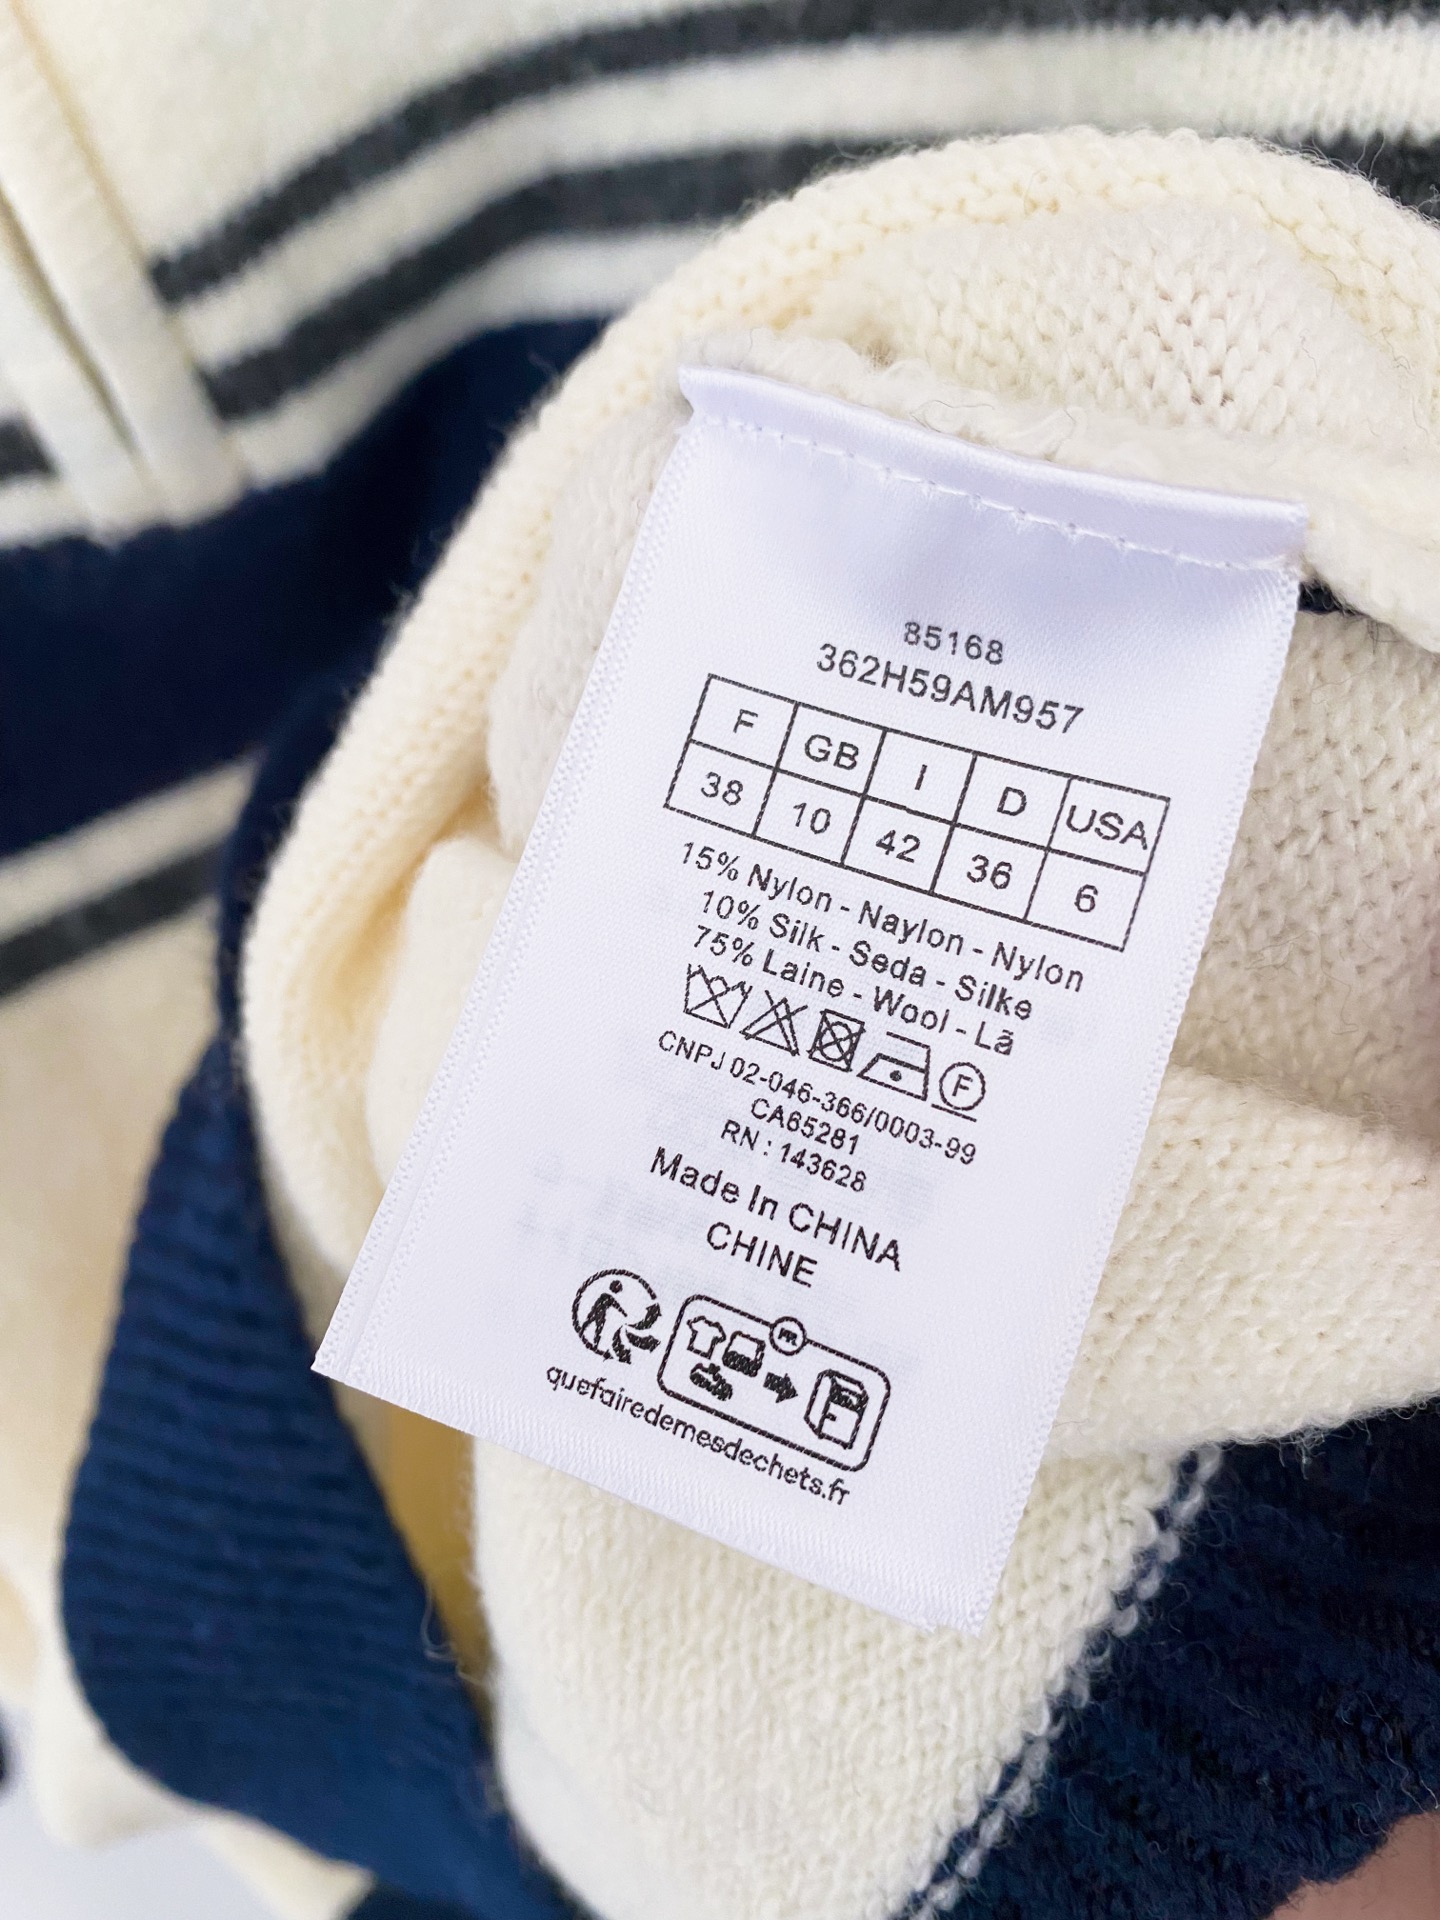 85168
362H59AM957
F GB I D USA
38 10 42 36 6
15% Nylon - Naylon - Nylon
10% Silk - Seda - Silke
75% Laine - Wool - Lã
F
CNPJ 02-046-366/0003-99
CA65281
RN : 143628
Made In CHINA
CHINE
FR
quefairedemesdechets.fr